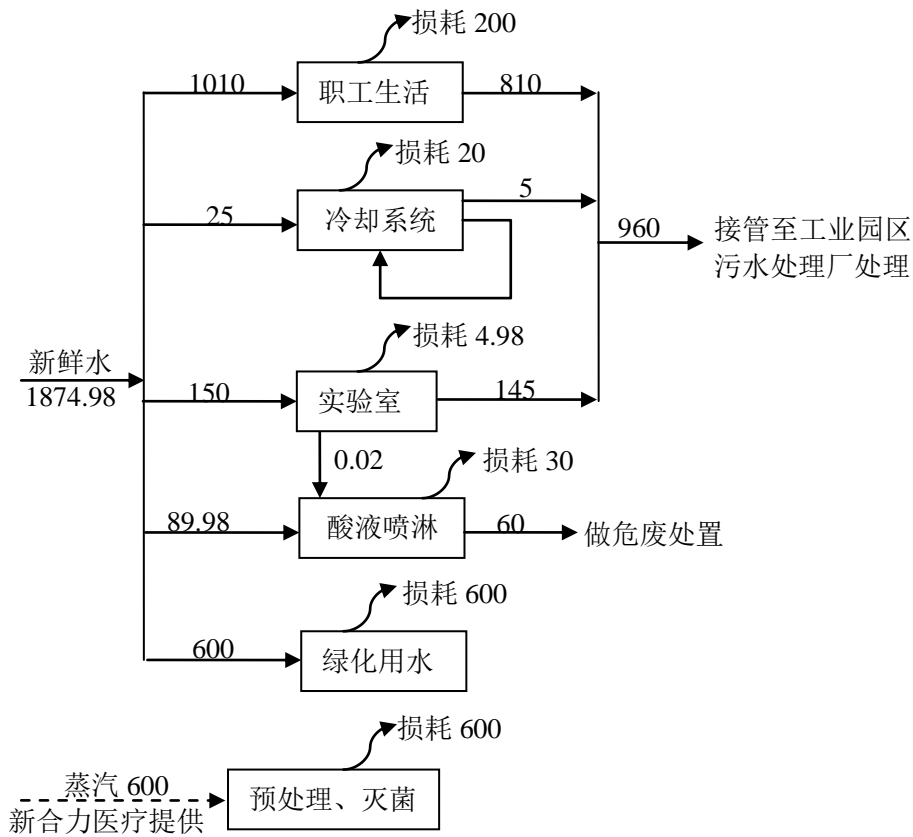 损耗 200
1010
职工生活
810
损耗 20
25
冷却系统
5
960
接管至工业园区
污水处理厂处理
损耗 4.98
新鲜水
1874.98
150
实验室
145
0.02
损耗 30
89.98
酸液喷淋
60
做危废处置
损耗 600
600
绿化用水
损耗 600
蒸汽 600
新合力医疗提供
预处理、灭菌